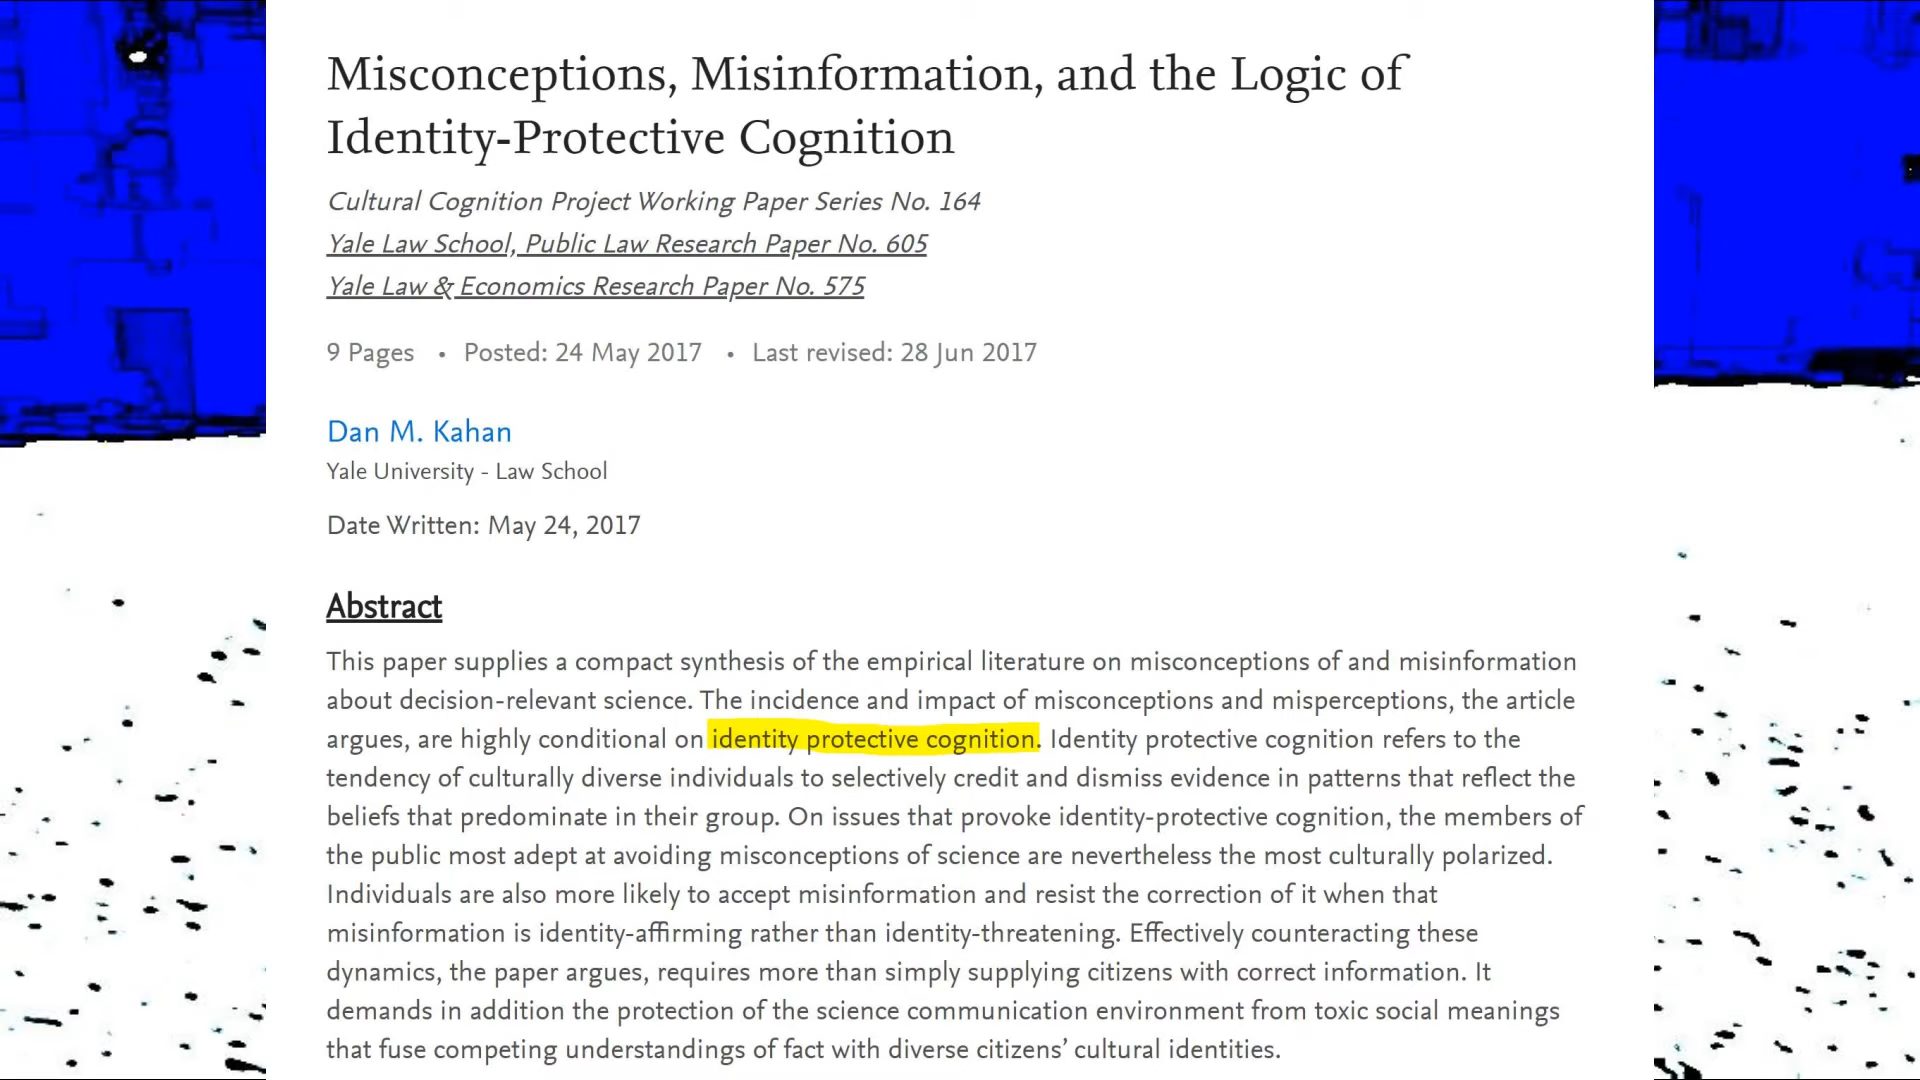 Misconceptions, Misinformation, and the Logic of
Identity-Protective Cognition
Cultural Cognition Project Working Paper Series No. 164
Yale Law School, Public Law Research Paper No. 605
Yale Law & Economics Research Paper No. 575
9 Pages • Posted: 24 May 2017 • Last revised: 28 Jun 2017
Dan M. Kahan
Yale University - Law School
Date Written: May 24, 2017
Abstract
This paper supplies a compact synthesis of the empirical literature on misconceptions of and misinformation
about decision-relevant science. The incidence and impact of misconceptions and misperceptions, the article
argues, are highly conditional on identity protective cognition. Identity protective cognition refers to the
tendency of culturally diverse individuals to selectively credit and dismiss evidence in patterns that reflect the
beliefs that predominate in their group. On issues that provoke identity-protective cognition, the members of
the public most adept at avoiding misconceptions of science are nevertheless the most culturally polarized.
Individuals are also more likely to accept misinformation and resist the correction of it when that
misinformation is identity-affirming rather than identity-threatening. Effectively counteracting these
dynamics, the paper argues, requires more than simply supplying citizens with correct information. It
demands in addition the protection of the science communication environment from toxic social meanings
that fuse competing understandings of fact with diverse citizens’ cultural identities.